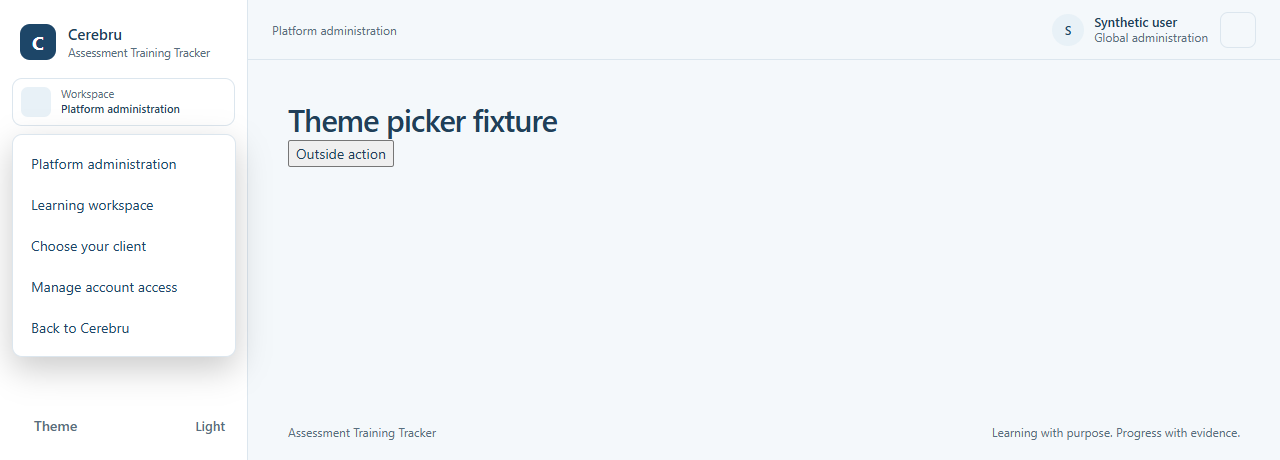 C
Cerebru
Assessment Training Tracker
Workspace
Platform administration
Platform administration
Learning workspace
Choose your client
Manage account access
Back to Cerebru
Theme
Light
Platform administration
S
Synthetic user
Global administration
Theme picker fixture
Outside action
Assessment Training Tracker
Learning with purpose. Progress with evidence.